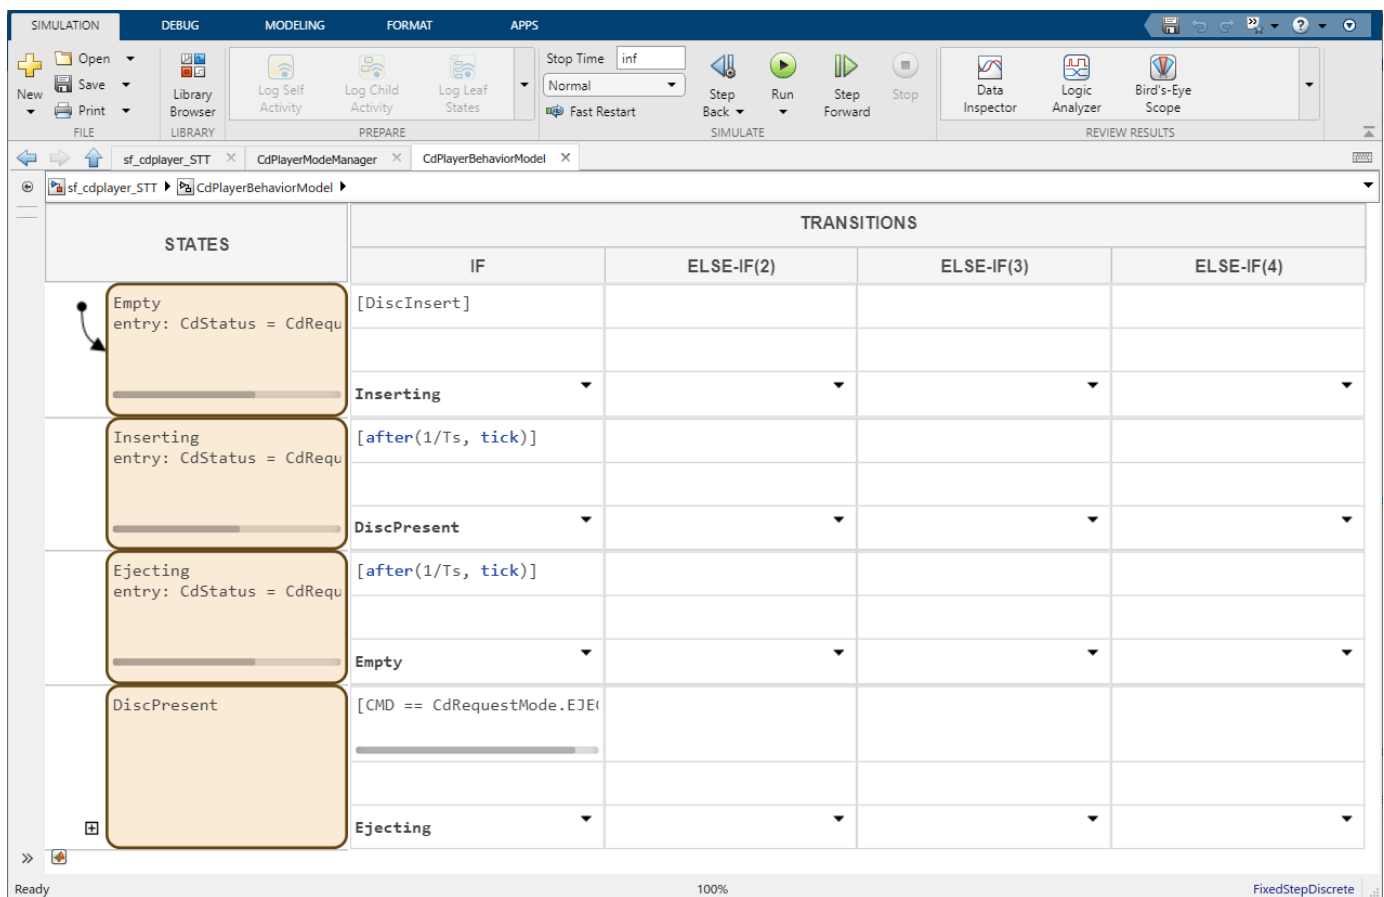 SIMULATION DEBUG MODELING FORMAT APPS
New
Open
Save
Print
FILE
Library
Browser
LIBRARY
Log Self
Activity
Log Child
Activity
Log Leaf
States
PREPARE
Stop Time inf
Normal
Fast Restart
Step
Back
Run
Step
Forward
Stop
SIMULATE
Data
Inspector
Logic
Analyzer
Bird's-Eye
Scope
REVIEW RESULTS
sf_cdplayer_STT CdPlayerModeManager CdPlayerBehaviorModel
sf_cdplayer_STT CdPlayerBehaviorModel
STATES
TRANSITIONS
IF ELSE-IF(2) ELSE-IF(3) ELSE-IF(4)
Empty
entry: CdStatus = CdRequ
[DiscInsert]
Inserting
Inserting
entry: CdStatus = CdRequ
[after(1/Ts, tick)]
DiscPresent
Ejecting
entry: CdStatus = CdRequ
[after(1/Ts, tick)]
Empty
DiscPresent
[CMD == CdRequestMode.EJE
Ejecting
Ready 100% FixedStepDiscrete